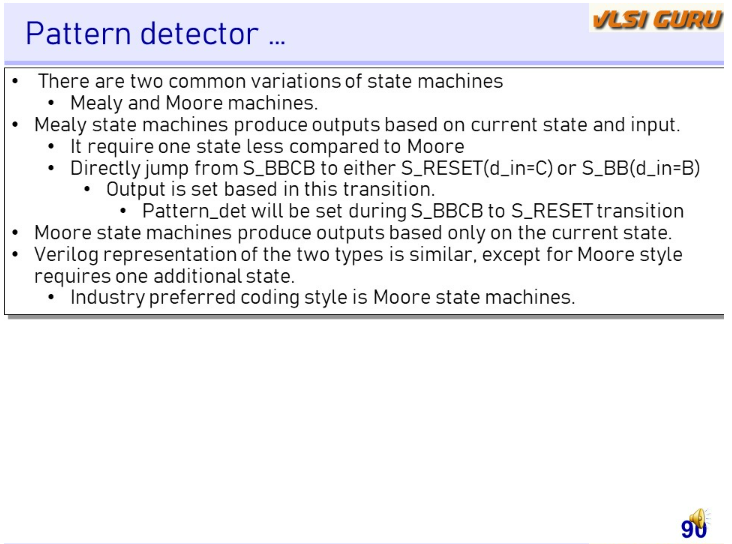 VLSI GURU
Pattern detector ...
• There are two common variations of state machines
• Mealy and Moore machines.
• Mealy state machines produce outputs based on current state and input.
• It require one state less compared to Moore
• Directly jump from S_BBCB to either S_RESET(d_in=C) or S_BB(d_in=B)
• Output is set based in this transition.
• Pattern_det will be set during S_BBCB to S_RESET transition
• Moore state machines produce outputs based only on the current state.
• Verilog representation of the two types is similar, except for Moore style
requires one additional state.
• Industry preferred coding style is Moore state machines.
90